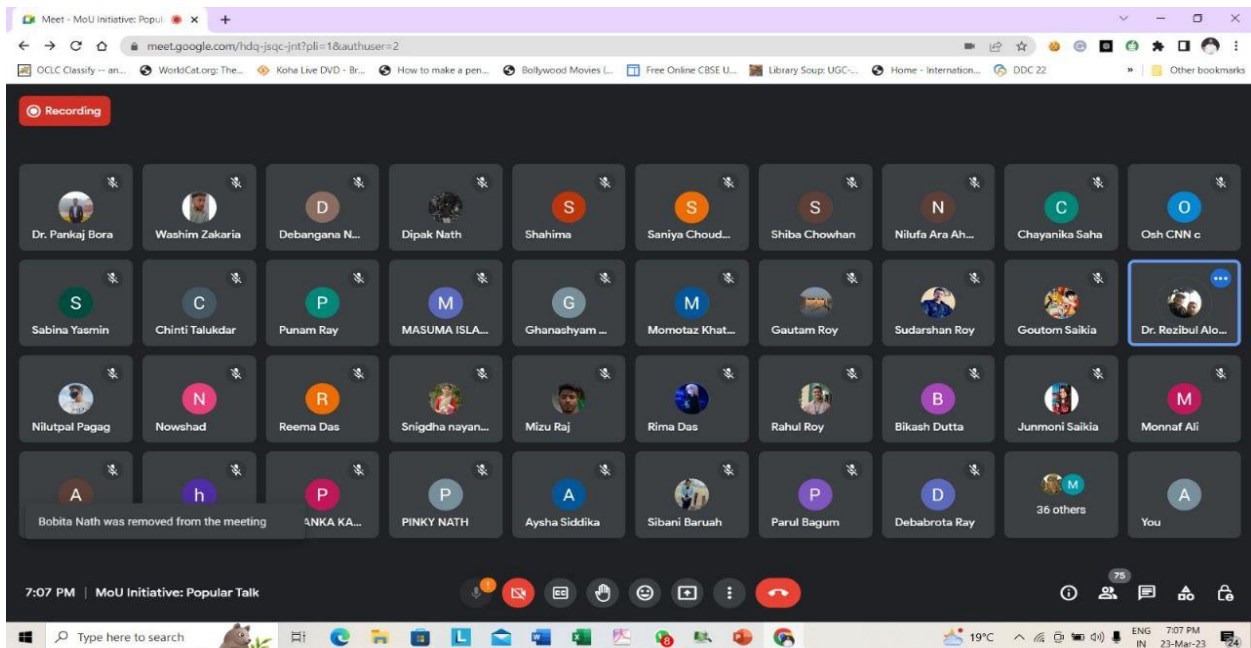 Meet - MoU Initiative: Popul
meet.google.com/hdq-jsqc-jnt?pli=1&authuser=2
OCLC Classify -- an... WorldCat.org: The... Koha Live DVD - Br... How to make a pen... Bollywood Movies (... Free Online CBSE U... Library Soup: UGC-... Home - Internation... DDC 22 » Other bookmarks
Recording
D S S S N C O
Dr. Pankaj Bora Washim Zakaria Debangana N... Dipak Nath Shahima Saniya Choud... Shiba Chowhan Nilufa Ara Ah... Chayanika Saha Osh CNN c
S C P M G M
Sabina Yasmin Chinti Talukdar Punam Ray MASUMA ISLA... Ghanashyam ... Momotaz Khat... Gautam Roy Sudarshan Roy Goutom Saikia Dr. Rezibul Alo...
N R B M
Nilutpal Pagag Nowshad Reema Das Snigdha nayan... Mizu Raj Rima Das Rahul Roy Bikash Dutta Junmoni Saikia Monnaf Ali
A h P P A P D M A
36 others
Bobita Nath was removed from the meeting ANKA KA... PINKY NATH Aysha Siddika Sibani Baruah Parul Bagum Debabrota Ray You
75
7:07 PM | MoU Initiative: Popular Talk
Type here to search 19°C ENG 7:07 PM
IN 23-Mar-23 24